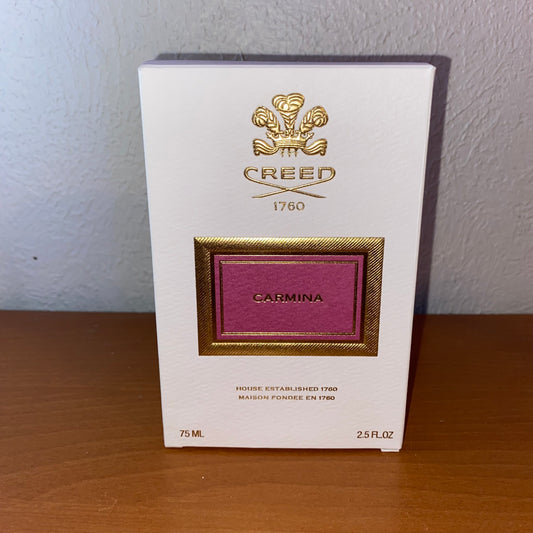 CREED
1760
CARMINA
HOUSE ESTABLISHED 1760
MAISON FONDEE EN 1760
75 ML 2.5 FL.OZ